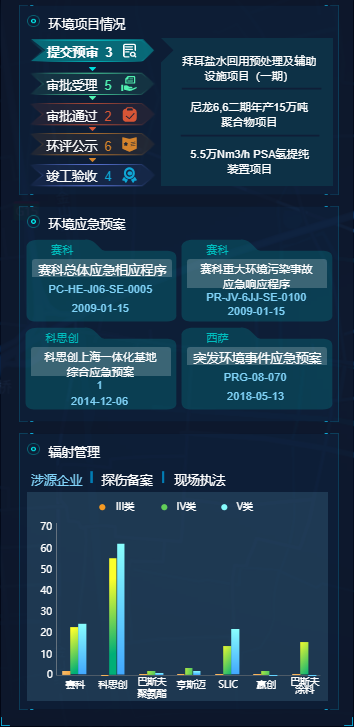 环境项目情况
提交预审 3
审批受理 5
审批通过 2
环评公示 6
竣工验收 4
拜耳盐水回用预处理及辅助
设施项目（一期）
尼龙6,6二期年产15万吨
聚合物项目
5.5万Nm3/h PSA氢提纯
装置项目
环境应急预案
赛科
赛科总体应急相应程序
PC-HE-J06-SE-0005
2009-01-15
赛科
赛科重大环境污染事故
应急响应程序
PR-JV-6JJ-SE-0100
2009-01-15
科思创
科思创上海一体化基地
综合应急预案
1
2014-12-06
西萨
突发环境事件应急预案
PRG-08-070
2018-05-13
辐射管理
涉源企业 探伤备案 现场执法
III类 IV类 V类
70
60
50
40
30
20
10
0
赛科 科思创 巴斯夫聚氨酯 亨斯迈 SLIC 赢创 巴斯夫涂料